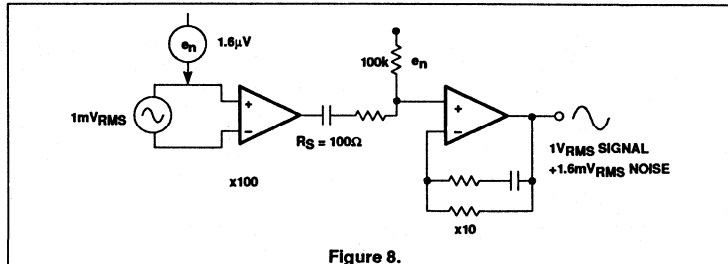 en 1.6µV
100k en
1mVRMS
+
−
+
−
RS = 100Ω
1VRMS SIGNAL
+1.6mVRMS NOISE
x100
x10
Figure 8.